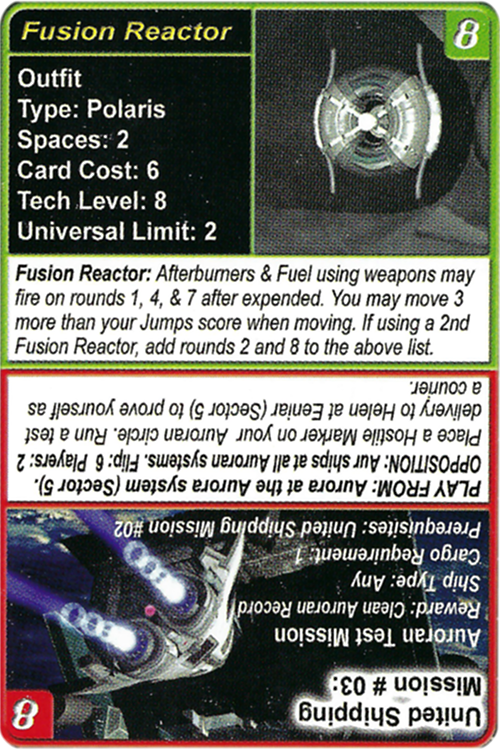 Fusion Reactor
8
Outfit
Type: Polaris
Spaces: 2
Card Cost: 6
Tech Level: 8
Universal Limit: 2
Fusion Reactor: Afterburners & Fuel using weapons may
fire on rounds 1, 4, & 7 after expended. You may move 3
more than your Jumps score when moving. If using a 2nd
Fusion Reactor, add rounds 2 and 8 to the above list.
8
United Shipping
Mission # 03:
Auroran Test Mission
Reward: Clean Auroran Record
Ship Type: Any
Cargo Requirement: 1
Prerequisites: United Shipping Mission #02
PLAY FROM: Aurora at the Aurora system (Sector 5).
OPPOSITION: Aur ships at all Auroran systems. Flip: 6 Players: 2
Place a Hostile Marker on your Auroran circle. Run a test
delivery to Helen at Eeniar (Sector 5) to prove yourself as
a courier.